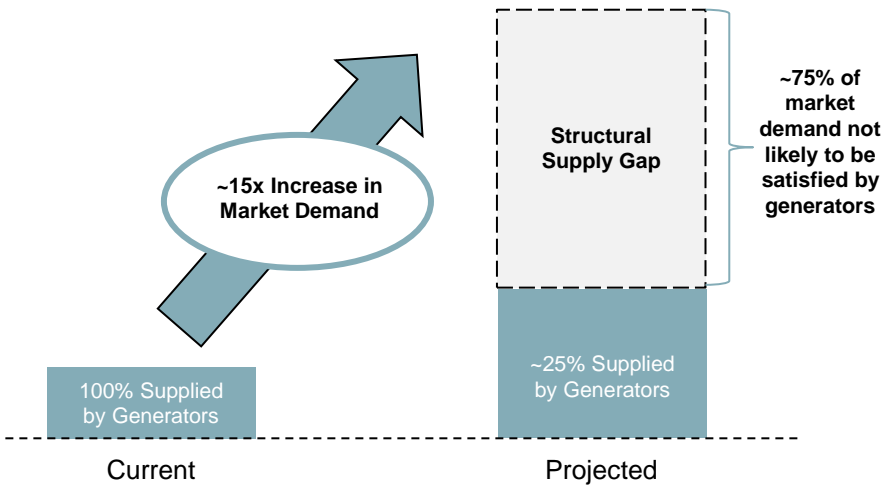 ~15x Increase in
Market Demand
100% Supplied
by Generators
Current
Structural
Supply Gap
~25% Supplied
by Generators
Projected
~75% of
market
demand not
likely to be
satisfied by
generators